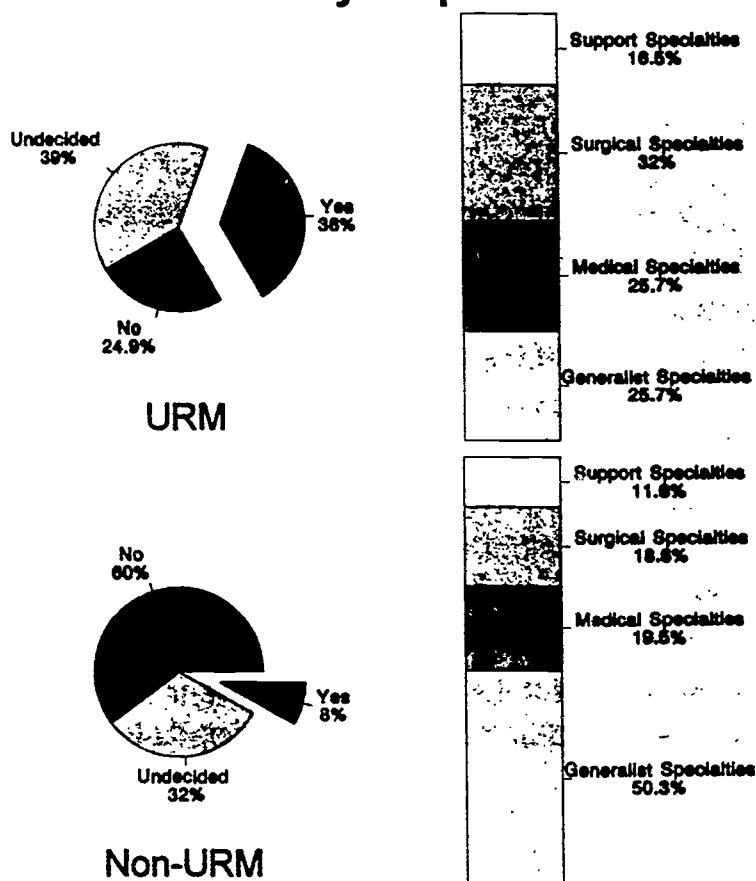 Undecided
39%
Yes
36%
No
24.9%
URM
Support Specialties
16.5%
Surgical Specialties
32%
Medical Specialties
25.7%
Generalist Specialties
25.7%
No
60%
Yes
8%
Undecided
32%
Non-URM
Support Specialties
11.6%
Surgical Specialties
18.6%
Medical Specialties
19.5%
Generalist Specialties
50.3%